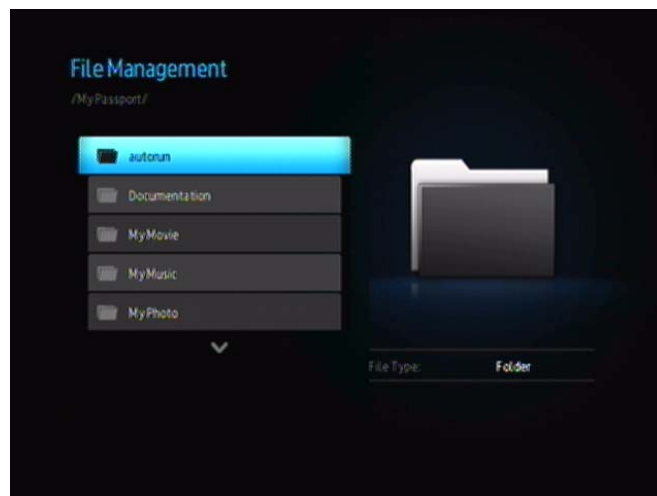 File Management
/MyPassport/
autorun
Documentation
MyMovie
MyMusic
MyPhoto
File Type: Folder